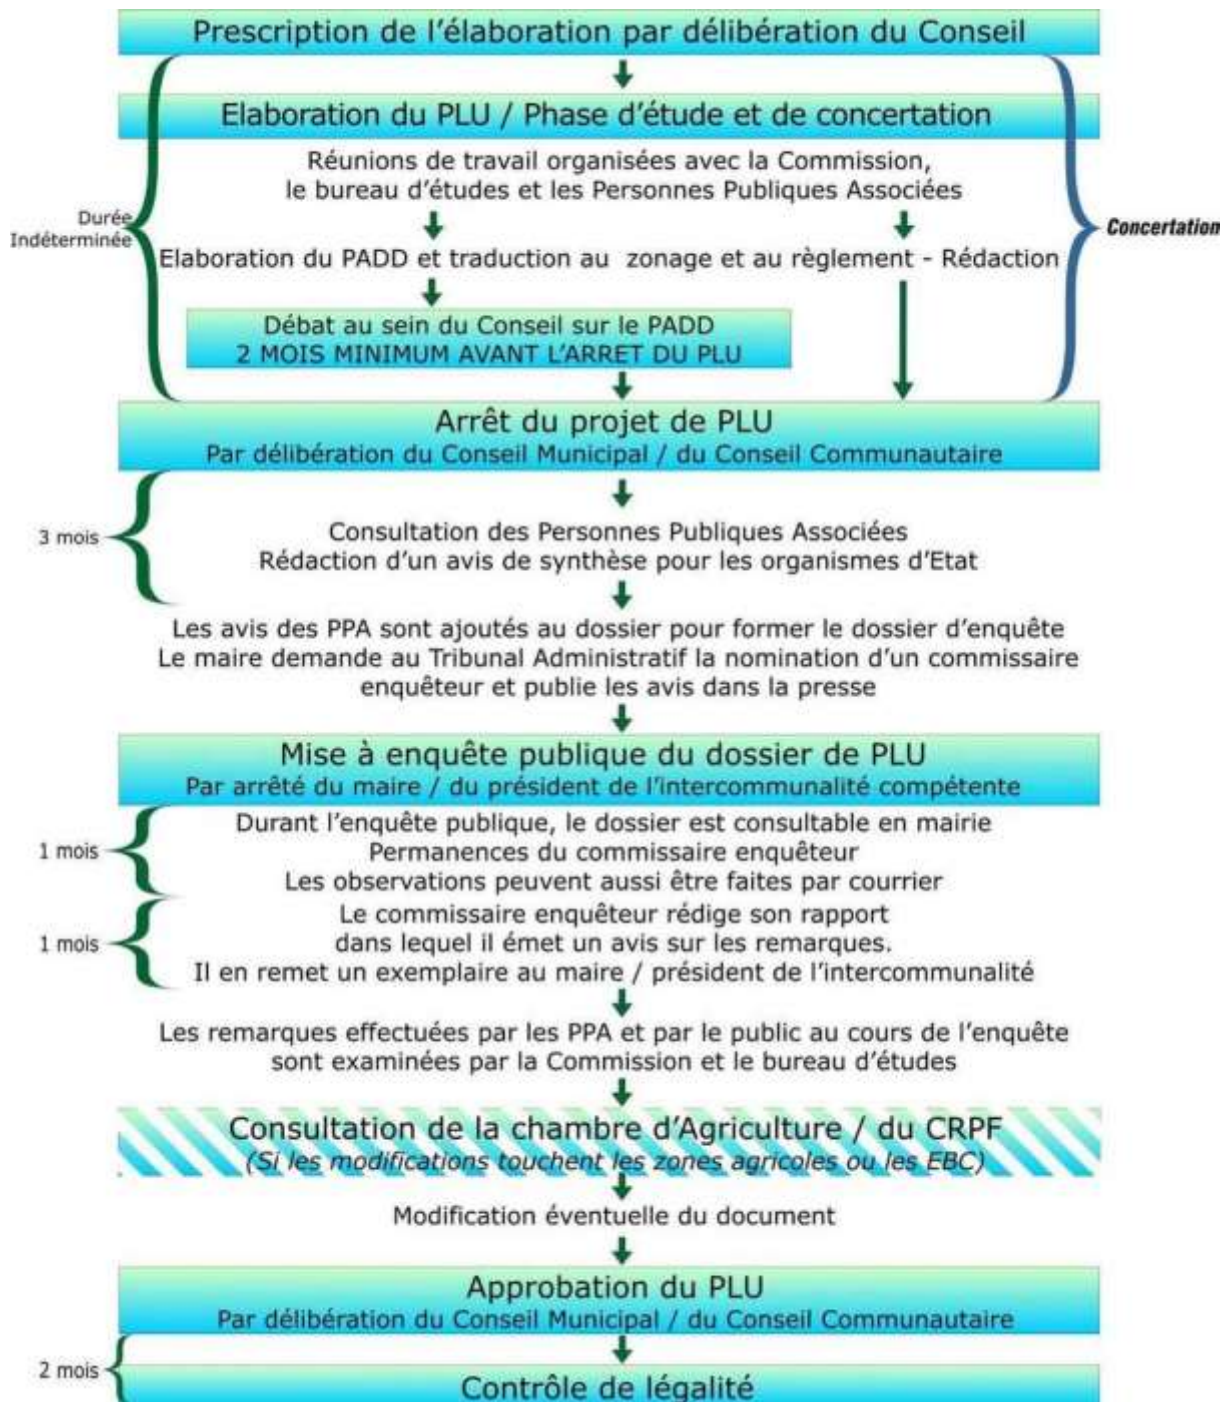 Prescription de l'élaboration par délibération du Conseil
Elaboration du PLU / Phase d'étude et de concertation
Réunions de travail organisées avec la Commission,
le bureau d'études et les Personnes Publiques Associées
Durée
Indéterminée
Concertation
Elaboration du PADD et traduction au zonage et au règlement - Rédaction
Débat au sein du Conseil sur le PADD
2 MOIS MINIMUM AVANT L'ARRET DU PLU
Arrêt du projet de PLU
Par délibération du Conseil Municipal / du Conseil Communautaire
3 mois
Consultation des Personnes Publiques Associées
Rédaction d'un avis de synthèse pour les organismes d'Etat
Les avis des PPA sont ajoutés au dossier pour former le dossier d'enquête
Le maire demande au Tribunal Administratif la nomination d'un commissaire
enquêteur et publie les avis dans la presse
Mise à enquête publique du dossier de PLU
Par arrêté du maire / du président de l'intercommunalité compétente
Durant l'enquête publique, le dossier est consultable en mairie
1 mois
Permanences du commissaire enquêteur
Les observations peuvent aussi être faites par courrier
Le commissaire enquêteur rédige son rapport
1 mois
dans lequel il émet un avis sur les remarques.
Il en remet un exemplaire au maire / président de l'intercommunalité
Les remarques effectuées par les PPA et par le public au cours de l'enquête
sont examinées par la Commission et le bureau d'études
Consultation de la chambre d'Agriculture / du CRPF
(Si les modifications touchent les zones agricoles ou les EBC)
Modification éventuelle du document
Approbation du PLU
Par délibération du Conseil Municipal / du Conseil Communautaire
2 mois
Contrôle de légalité